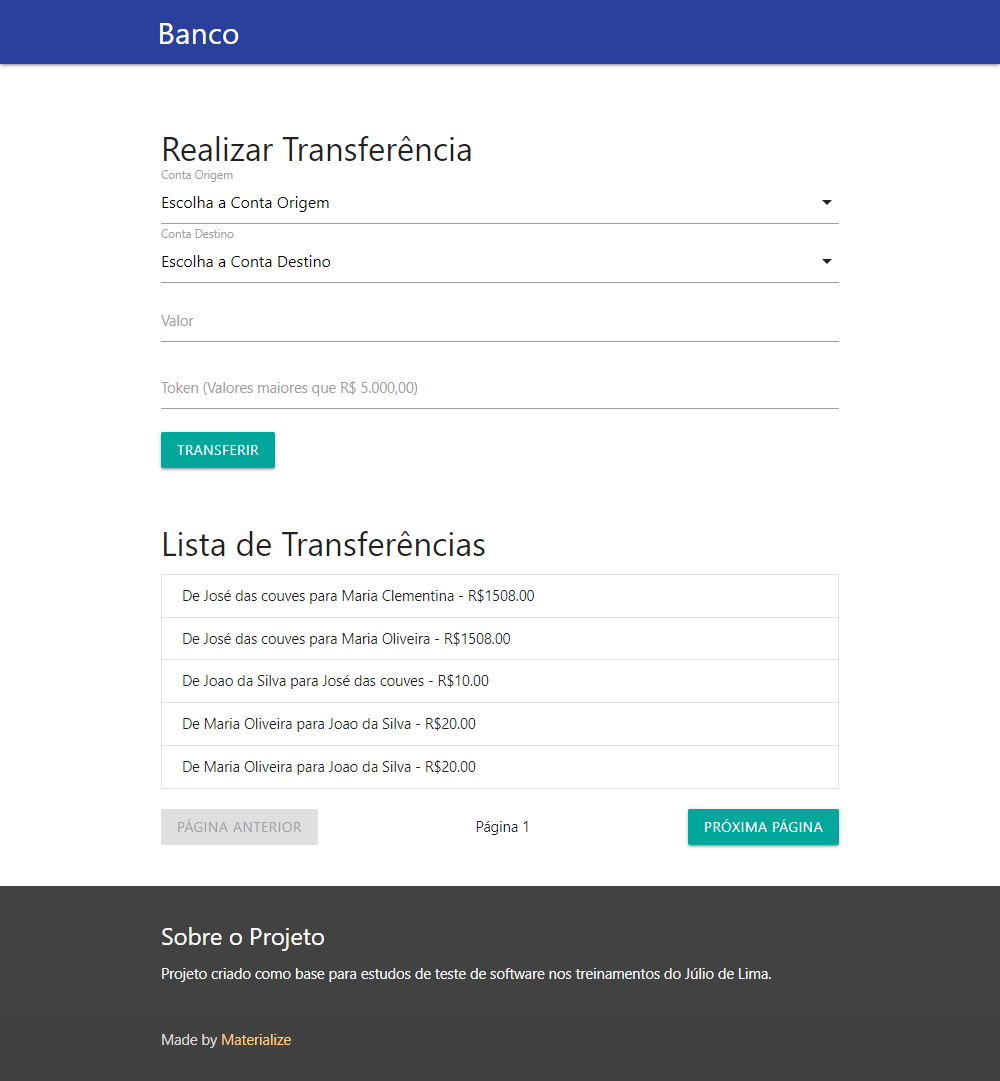 Banco
Realizar Transferência
Conta Origem
Escolha a Conta Origem
Conta Destino
Escolha a Conta Destino
Valor
Token (Valores maiores que R$ 5.000,00)
TRANSFERIR
Lista de Transferências
De José das couves para Maria Clementina - R$1508.00
De José das couves para Maria Oliveira - R$1508.00
De Joao da Silva para José das couves - R$10.00
De Maria Oliveira para Joao da Silva - R$20.00
De Maria Oliveira para Joao da Silva - R$20.00
PÁGINA ANTERIOR Página 1 PRÓXIMA PÁGINA
Sobre o Projeto
Projeto criado como base para estudos de teste de software nos treinamentos do Júlio de Lima.
Made by Materialize